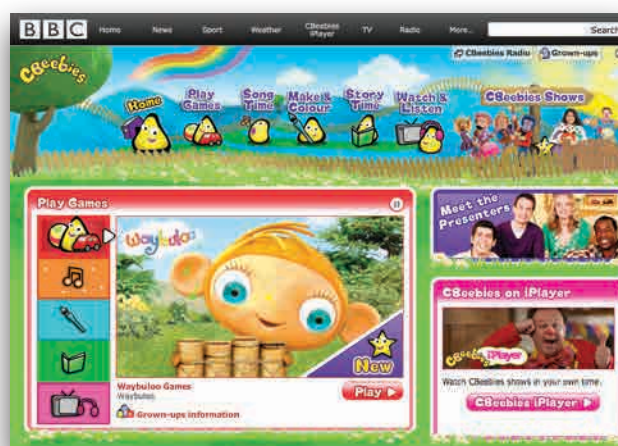 BBC Home News Sport Weather CBeebies iPlayer TV Radio More... Search
CBeebies Radio Grown-ups
CBeebies
Home Play Games Song Time Make & Colour Story Time Watch & Listen CBeebies Shows
Play Games
Waybuloo
New
Waybuloo Games
Waybuloo
Play
Grown-ups information
Meet the Presenters
CBeebies on iPlayer
CBeebies iPlayer
Watch CBeebies shows in your own time.
CBeebies iPlayer